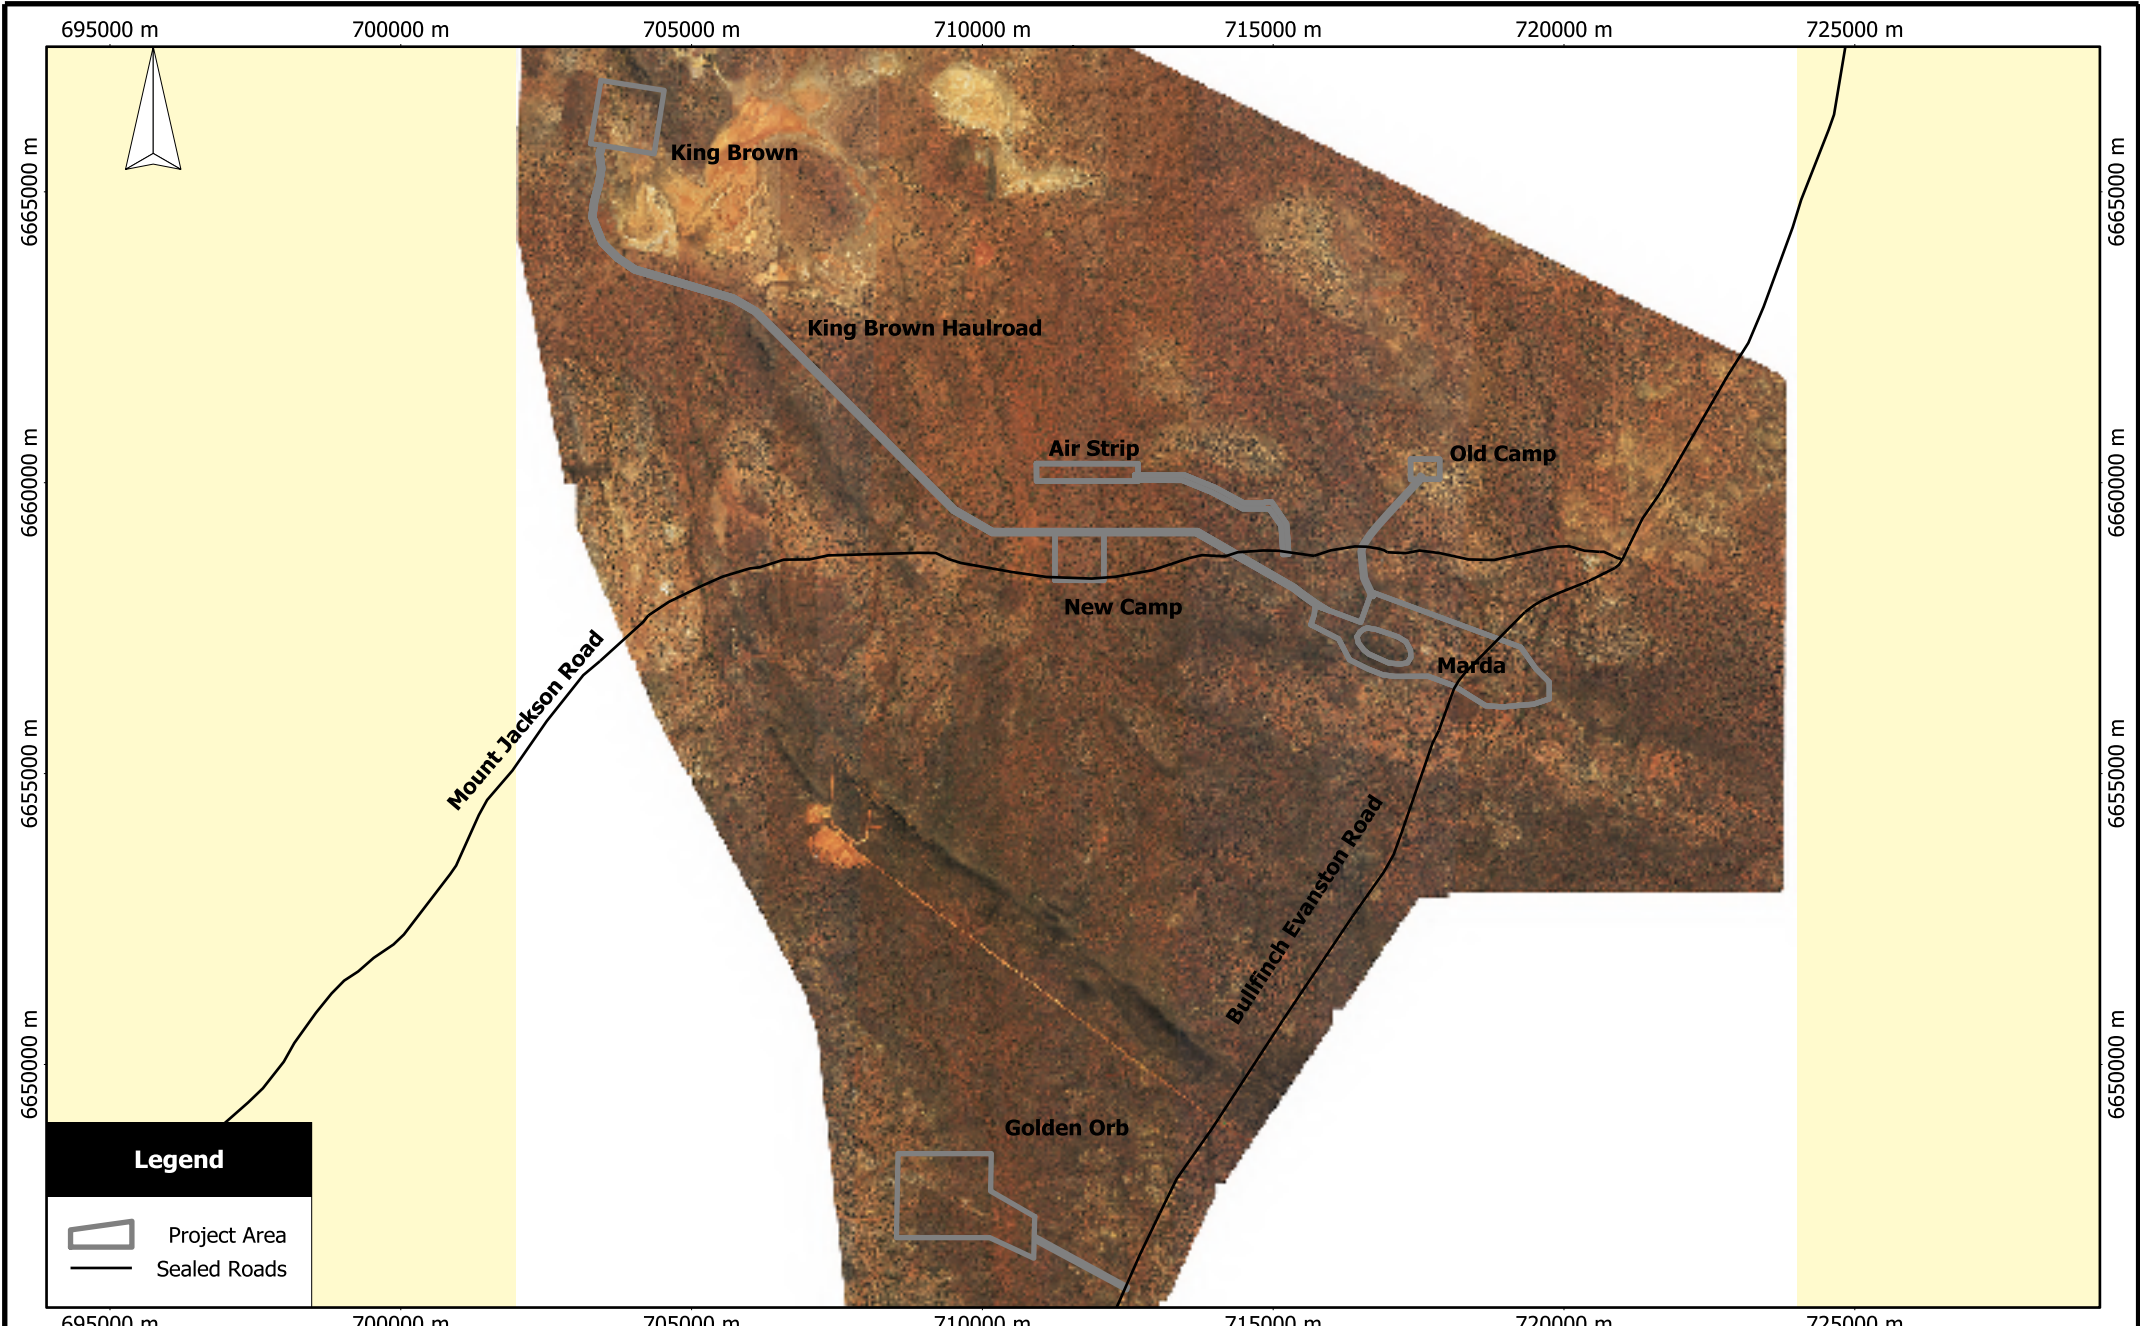 695000 m 700000 m 705000 m 710000 m 715000 m 720000 m 725000 m
6665000 m
6665000 m
King Brown
King Brown Haulroad
Air Strip
Old Camp
6660000 m
6660000 m
New Camp
Marda
Mount Jackson Road
6655000 m
6655000 m
Bullfinch Evanston Road
6650000 m
6650000 m
Golden Orb
Legend
Project Area
Sealed Roads
695000 m 700000 m 705000 m 710000 m 715000 m 720000 m 725000 m